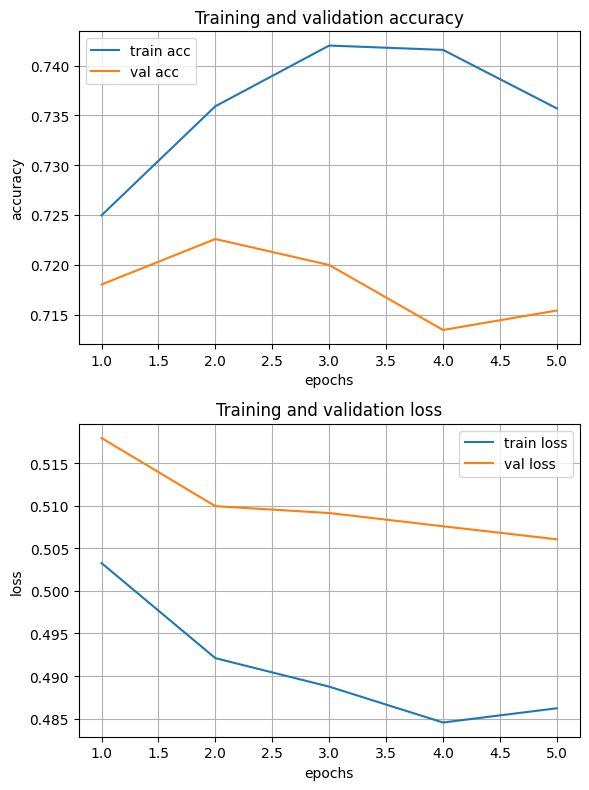 Training and validation accuracy
train acc
val acc
0.740
0.735
0.730
0.725
0.720
0.715
accuracy
1.0 1.5 2.0 2.5 3.0 3.5 4.0 4.5 5.0
epochs
Training and validation loss
train loss
val loss
0.515
0.510
0.505
0.500
0.495
0.490
0.485
loss
1.0 1.5 2.0 2.5 3.0 3.5 4.0 4.5 5.0
epochs